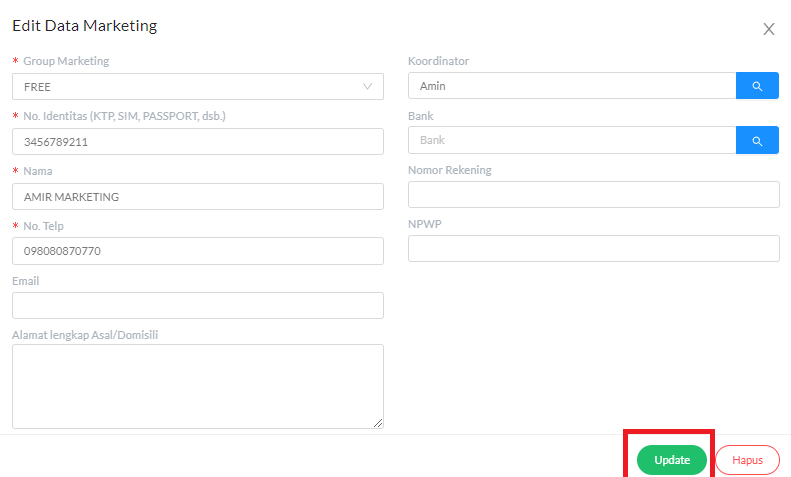 Edit Data Marketing
* Group Marketing
FREE
* No. Identitas (KTP, SIM, PASSPORT, dsb.)
3456789211
* Nama
AMIR MARKETING
* No. Telp
098080870770
Email
Alamat lengkap Asal/Domisili
Koordinator
Amin
Bank
Bank
Nomor Rekening
NPWP
Update
Hapus